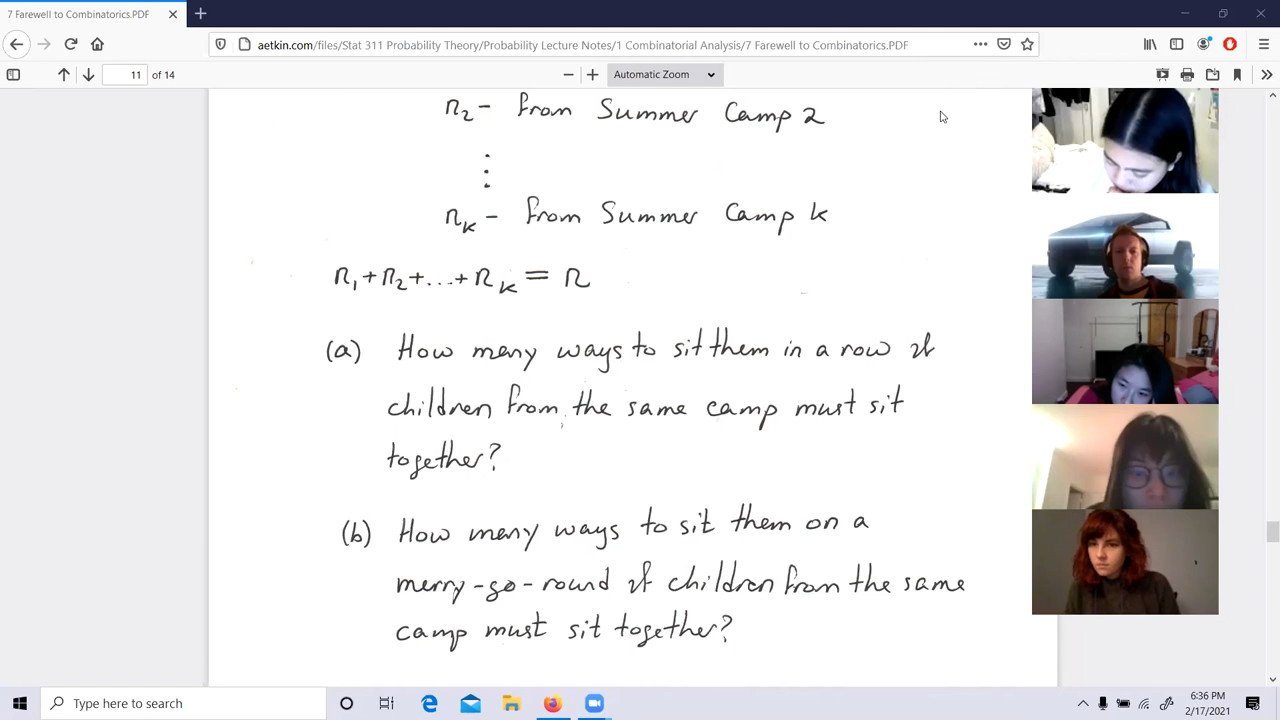 7 Farewell to Combinatorics.PDF
aetkin.com/files/Stat 311 Probability Theory/Probability Lecture Notes/1 Combinatorial Analysis/7 Farewell to Combinatorics.PDF
11 of 14
Automatic Zoom
n₂ - from Summer Camp 2
⋮
nₖ - from Summer Camp k
n₁+n₂+...+nₖ = n
(a) How many ways to sit them in a row if
children from the same camp must sit
together?
(b) How many ways to sit them on a
merry-go-round if children from the same
camp must sit together?
Type here to search
6:36 PM
2/17/2021